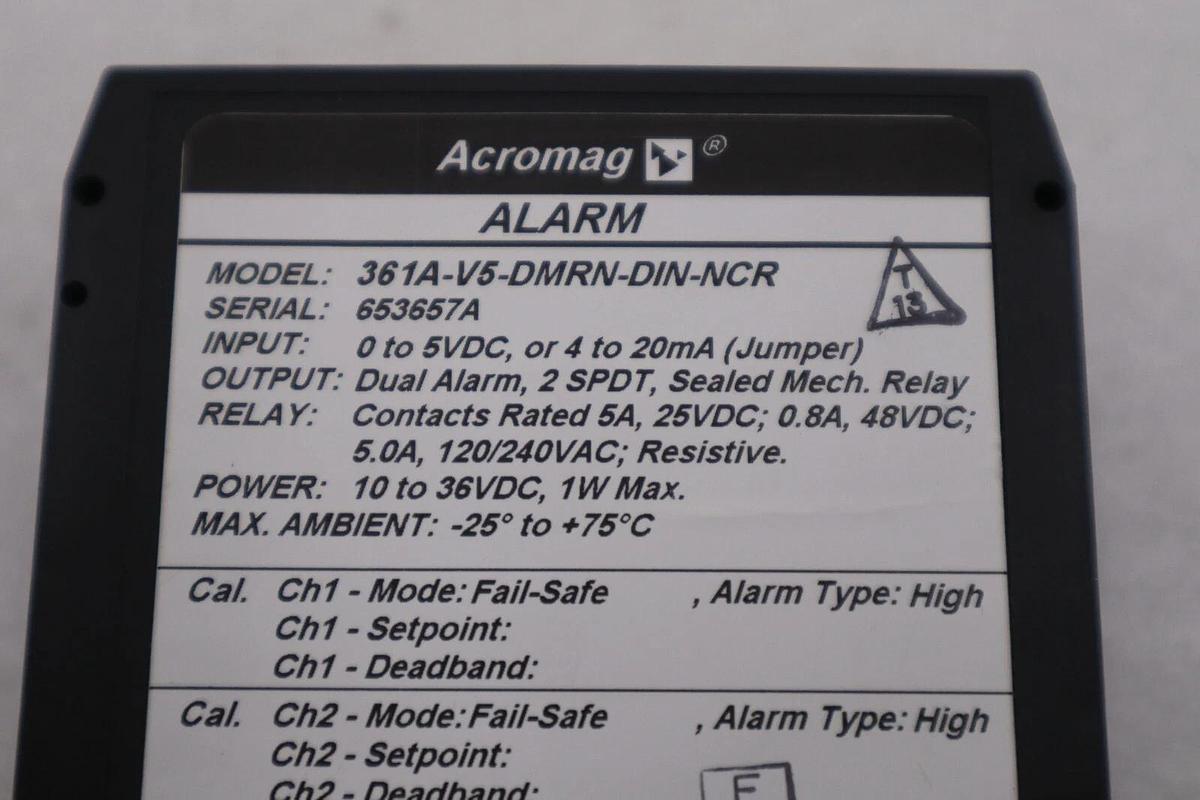 Acromag ®
ALARM
MODEL: 361A-V5-DMRN-DIN-NCR
SERIAL: 653657A
T
13
INPUT: 0 to 5VDC, or 4 to 20mA (Jumper)
OUTPUT: Dual Alarm, 2 SPDT, Sealed Mech. Relay
RELAY: Contacts Rated 5A, 25VDC; 0.8A, 48VDC;
5.0A, 120/240VAC; Resistive.
POWER: 10 to 36VDC, 1W Max.
MAX. AMBIENT: -25° to +75°C
Cal. Ch1 - Mode: Fail-Safe , Alarm Type: High
Ch1 - Setpoint:
Ch1 - Deadband:
Cal. Ch2 - Mode: Fail-Safe , Alarm Type: High
Ch2 - Setpoint:
Ch2 - Deadband: